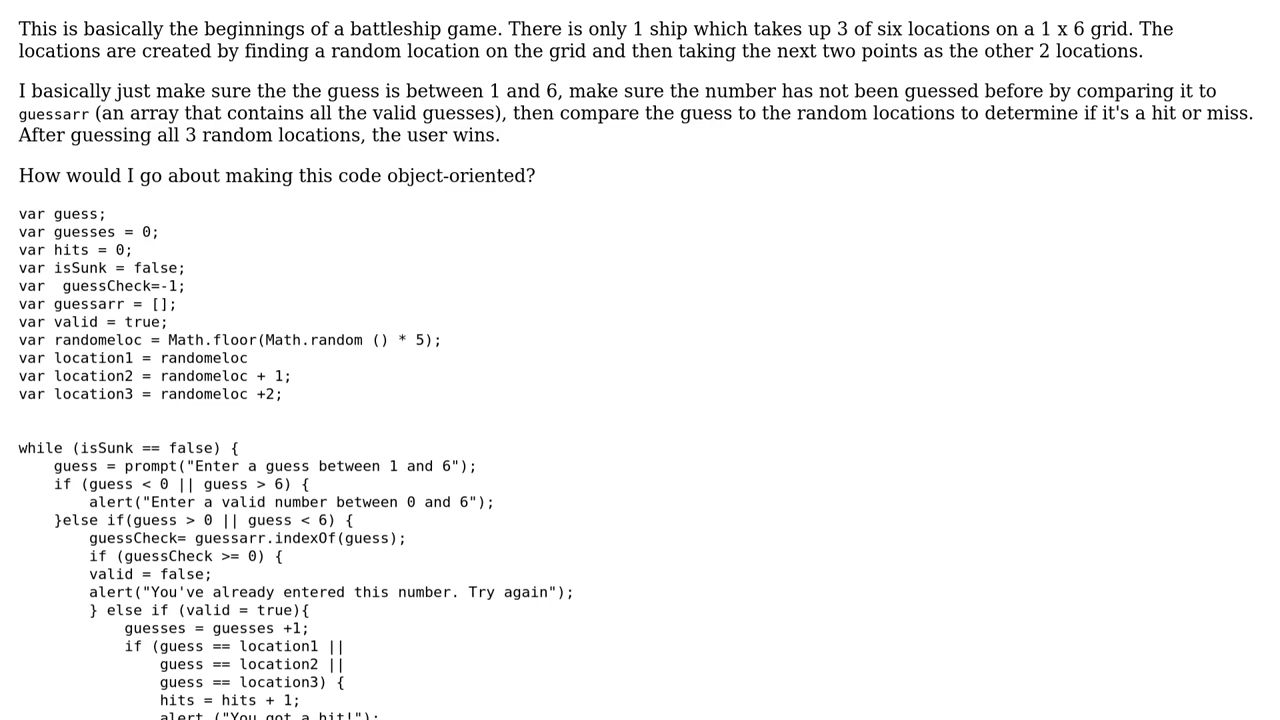 This is basically the beginnings of a battleship game. There is only 1 ship which takes up 3 of six locations on a 1 x 6 grid. The
locations are created by finding a random location on the grid and then taking the next two points as the other 2 locations.
I basically just make sure the the guess is between 1 and 6, make sure the number has not been guessed before by comparing it to
guessarr (an array that contains all the valid guesses), then compare the guess to the random locations to determine if it's a hit or miss.
After guessing all 3 random locations, the user wins.
How would I go about making this code object-oriented?
var guess;
var guesses = 0;
var hits = 0;
var isSunk = false;
var  guessCheck=-1;
var guessarr = [];
var valid = true;
var randomeloc = Math.floor(Math.random () * 5);
var location1 = randomeloc
var location2 = randomeloc + 1;
var location3 = randomeloc +2;
while (isSunk == false) {
    guess = prompt("Enter a guess between 1 and 6");
    if (guess < 0 || guess > 6) {
        alert("Enter a valid number between 0 and 6");
    }else if(guess > 0 || guess < 6) {
        guessCheck= guessarr.indexOf(guess);
        if (guessCheck >= 0) {
        valid = false;
        alert("You've already entered this number. Try again");
        } else if (valid = true){
            guesses = guesses +1;
            if (guess == location1 ||
                guess == location2 ||
                guess == location3) {
                hits = hits + 1;
                alert ("You got a hit!");